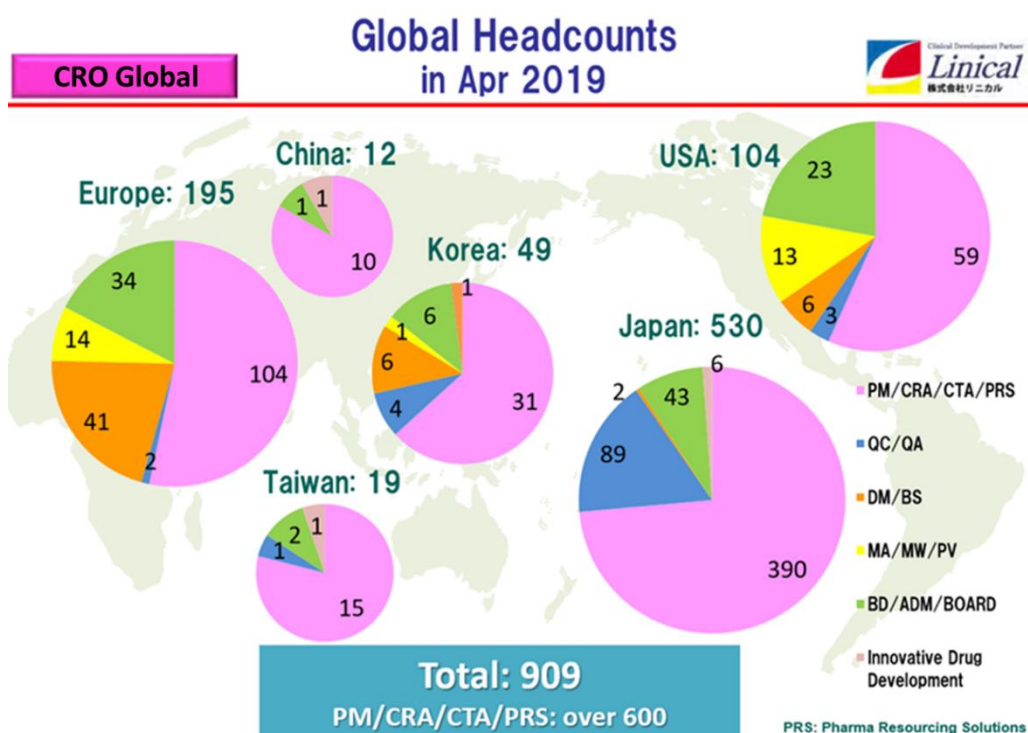 CRO Global
Global Headcounts
in Apr 2019
Clinical Development Partner
Linical
株式会社リニカル
China: 12
1
1
10
Europe: 195
34
14
41
2
104
Korea: 49
1
6
1
6
4
31
USA: 104
23
13
6
3
59
Japan: 530
6
2
43
89
390
Taiwan: 19
1
2
1
15
PM/CRA/CTA/PRS
QC/QA
DM/BS
MA/MW/PV
BD/ADM/BOARD
Innovative Drug
Development
Total: 909
PM/CRA/CTA/PRS: over 600
PRS: Pharma Resourcing Solutions